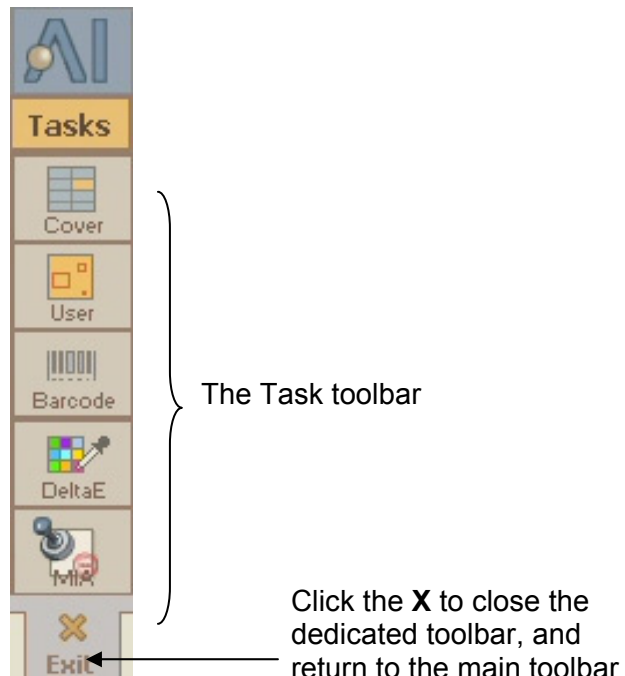 AI
Tasks
Cover
User
Barcode
The Task toolbar
DeltaE
MIA
Click the X to close the
dedicated toolbar, and
return to the main toolbar
Exit